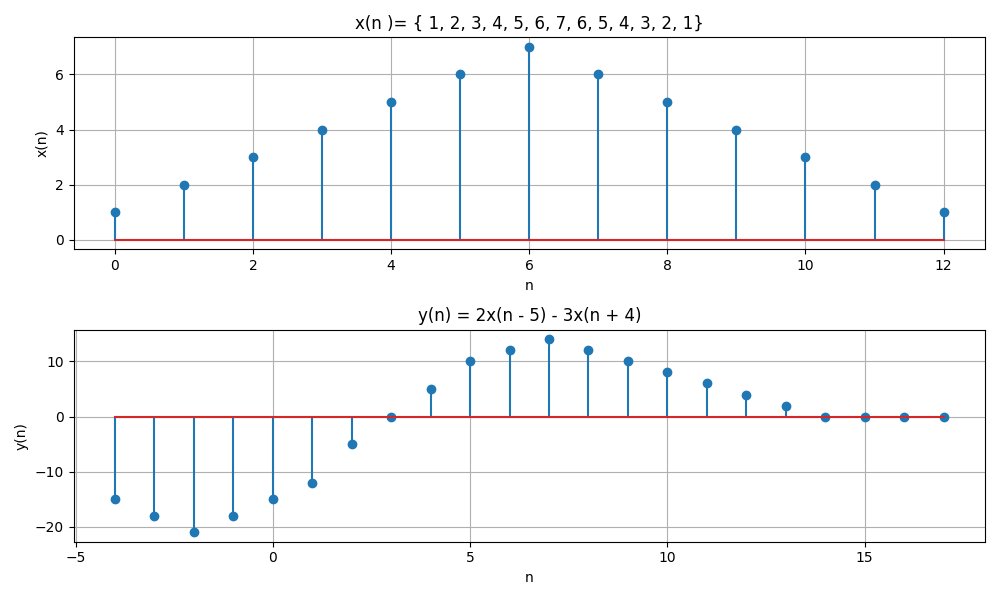 x(n )= { 1, 2, 3, 4, 5, 6, 7, 6, 5, 4, 3, 2, 1}
x(n)
6
4
2
0
0 2 4 6 8 10 12
n
y(n) = 2x(n - 5) - 3x(n + 4)
y(n)
10
0
−10
−20
−5 0 5 10 15
n